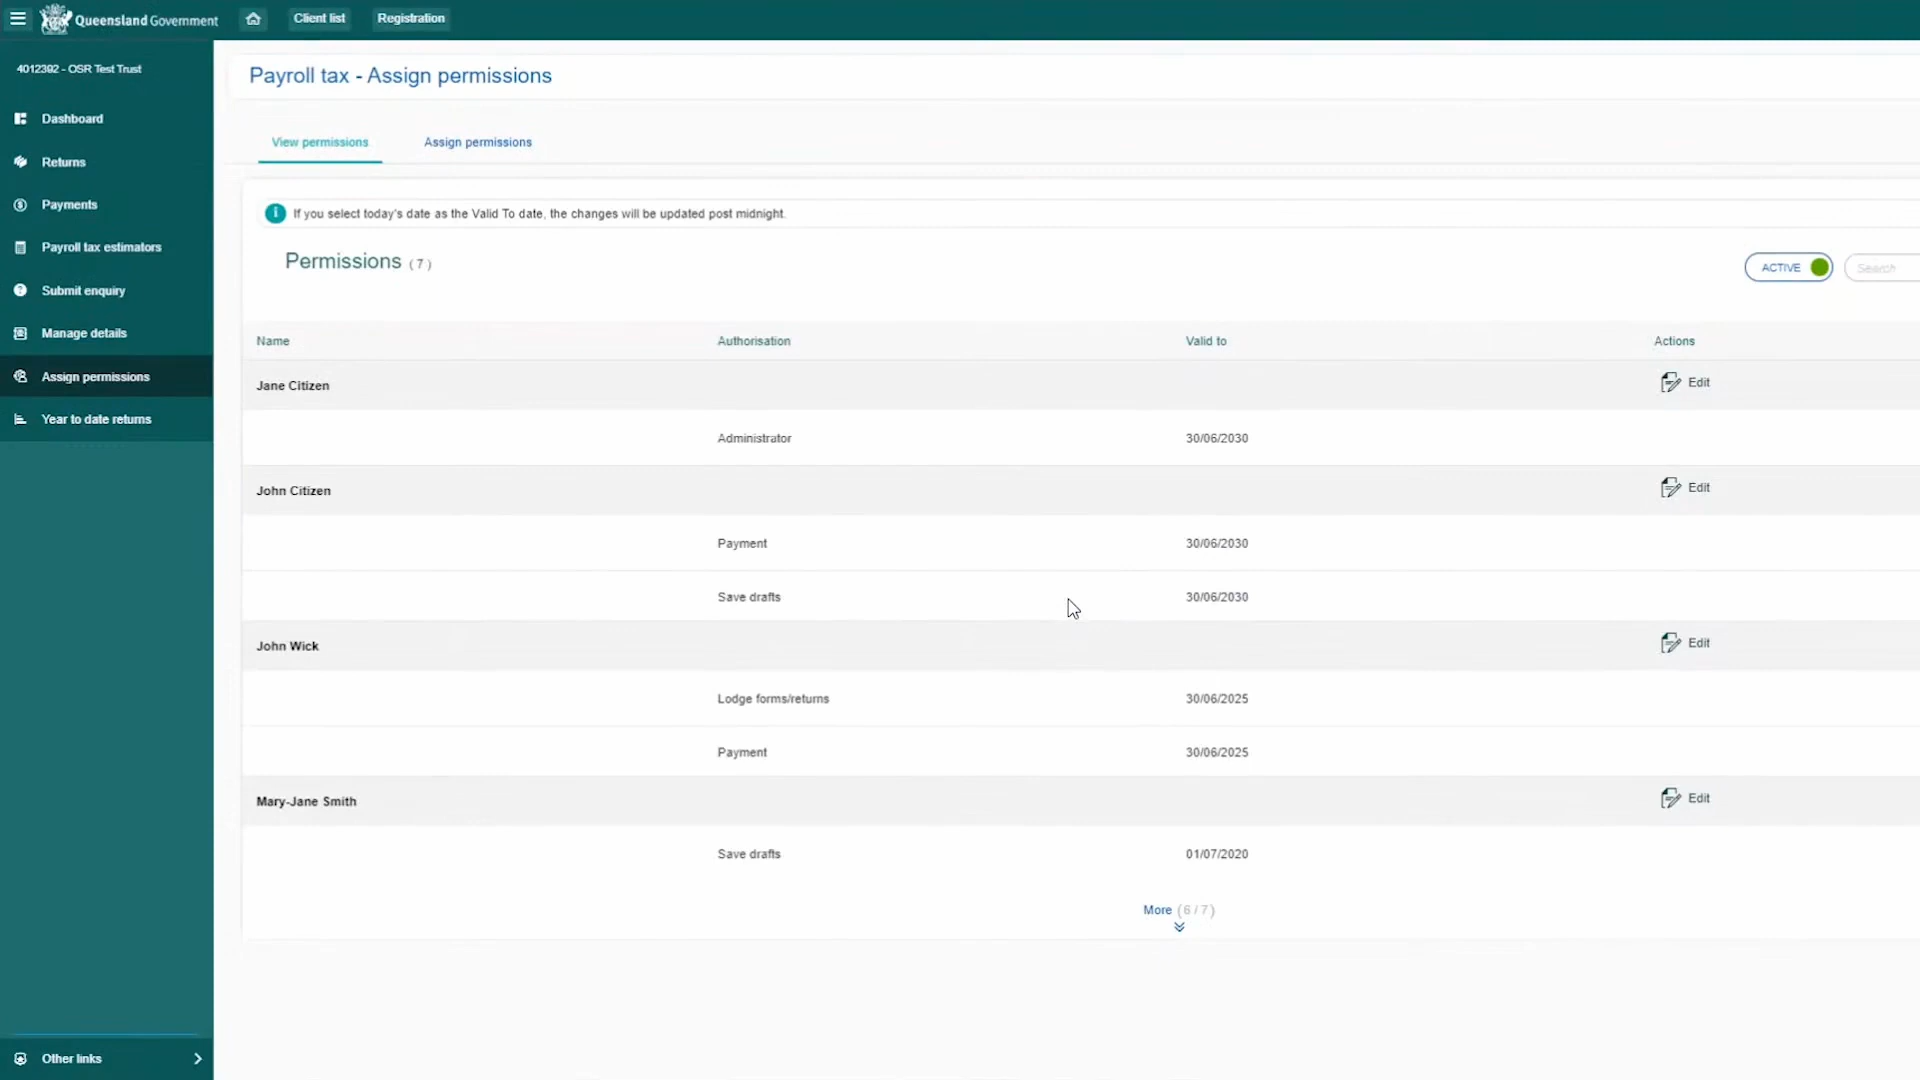 Queensland Government
Client list
Registration
4012392 - OSR Test Trust
Dashboard
Returns
Payments
Payroll tax estimators
Submit enquiry
Manage details
Assign permissions
Year to date returns
Other links
Payroll tax - Assign permissions
View permissions
Assign permissions
If you select today's date as the Valid To date, the changes will be updated post midnight.
Permissions (7)
ACTIVE
Search
Name Authorisation Valid to Actions
Jane Citizen Edit
Administrator 30/06/2030
John Citizen Edit
Payment 30/06/2030
Save drafts 30/06/2030
John Wick Edit
Lodge forms/returns 30/06/2025
Payment 30/06/2025
Mary-Jane Smith Edit
Save drafts 01/07/2020
More (6/7)